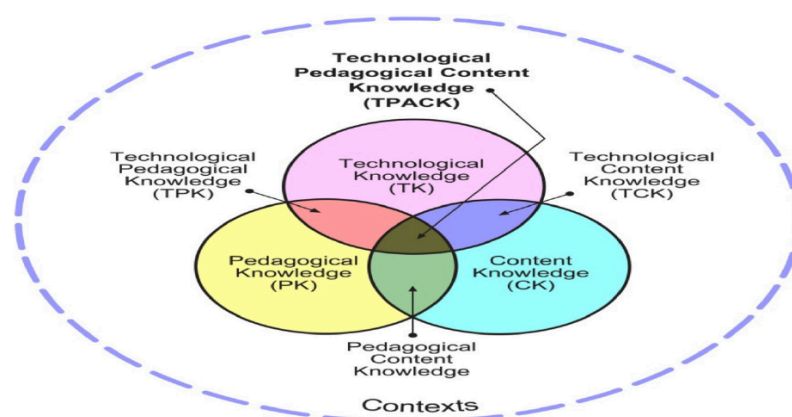 Technological
Pedagogical Content
Knowledge
(TPACK)
Technological
Pedagogical
Knowledge
(TPK)
Technological
Knowledge
(TK)
Technological
Content
Knowledge
(TCK)
Pedagogical
Knowledge
(PK)
Content
Knowledge
(CK)
Pedagogical
Content
Knowledge
Contexts